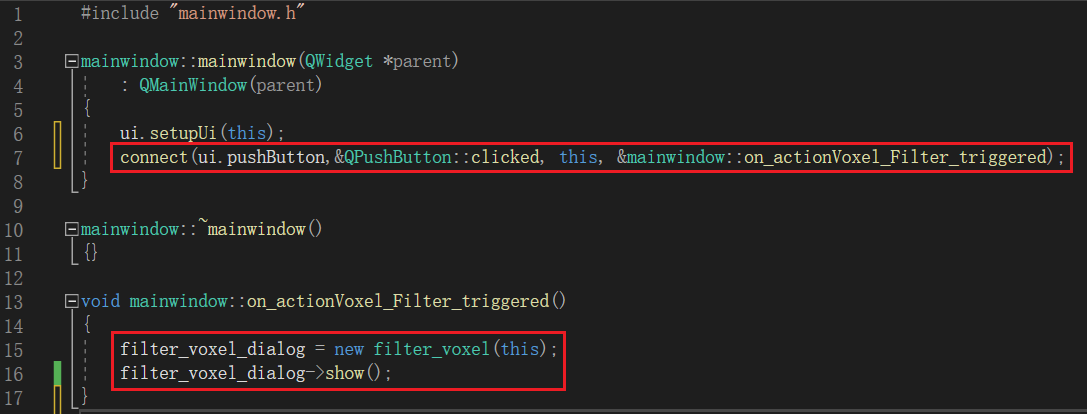 1 #include "mainwindow.h"
2
3 mainwindow::mainwindow(QWidget *parent)
4 : QMainWindow(parent)
5 {
6 ui.setupUi(this);
7 connect(ui.pushButton,&QPushButton::clicked, this, &mainwindow::on_actionVoxel_Filter_triggered);
8 }
9
10 mainwindow::~mainwindow()
11 {}
12
13 void mainwindow::on_actionVoxel_Filter_triggered()
14 {
15 filter_voxel_dialog = new filter_voxel(this);
16 filter_voxel_dialog->show();
17 }